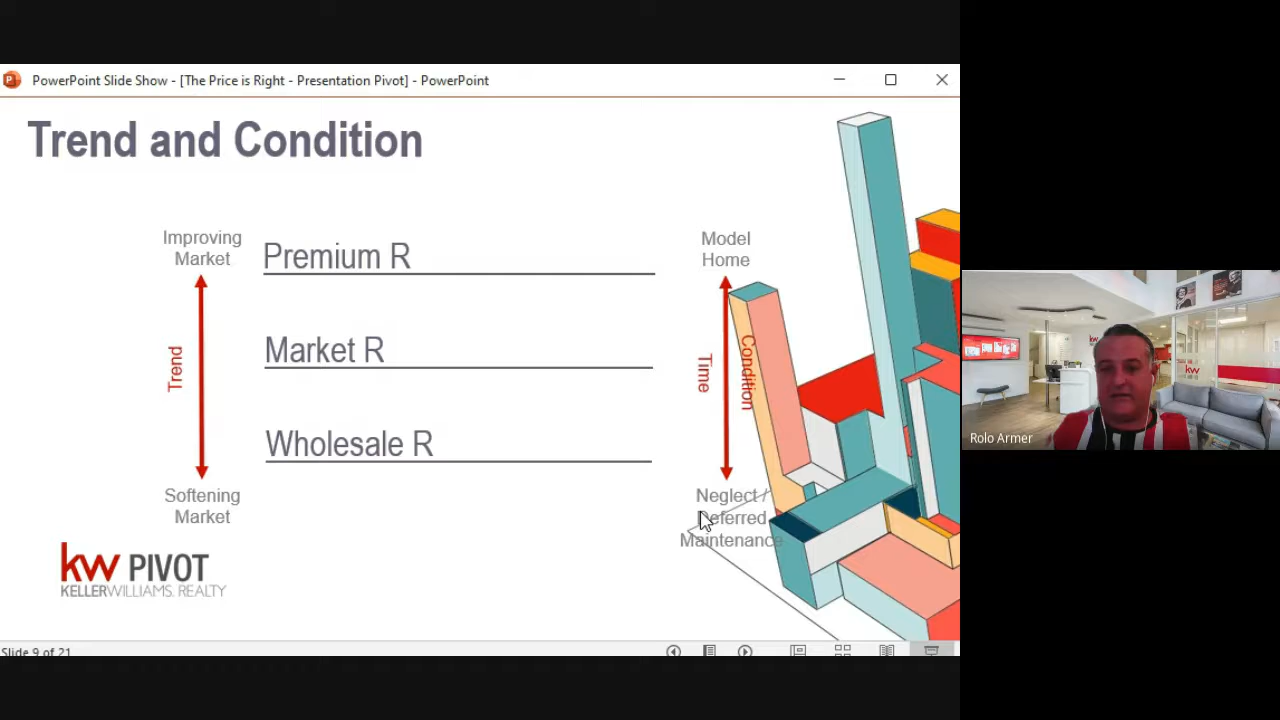 PowerPoint Slide Show - [The Price is Right - Presentation Pivot] - PowerPoint
Trend and Condition
Improving
Market
Trend
Softening
Market
Premium R
Market R
Wholesale R
Model
Home
Time
Condition
Neglect /
Deferred
Maintenance
kw PIVOT
KELLERWILLIAMS. REALTY
Slide 9 of 21
kw
Rolo Armer